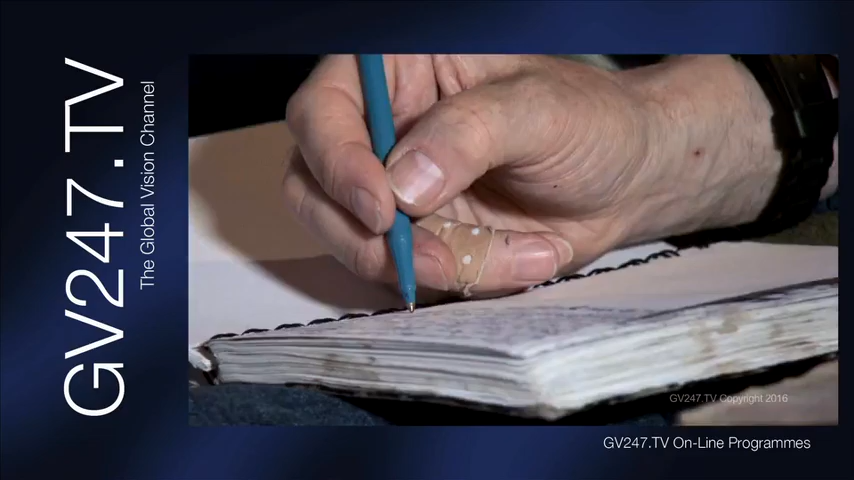 GV247.TV
The Global Vision Channel
GV247.TV Copyright 2016
GV247.TV On-Line Programmes